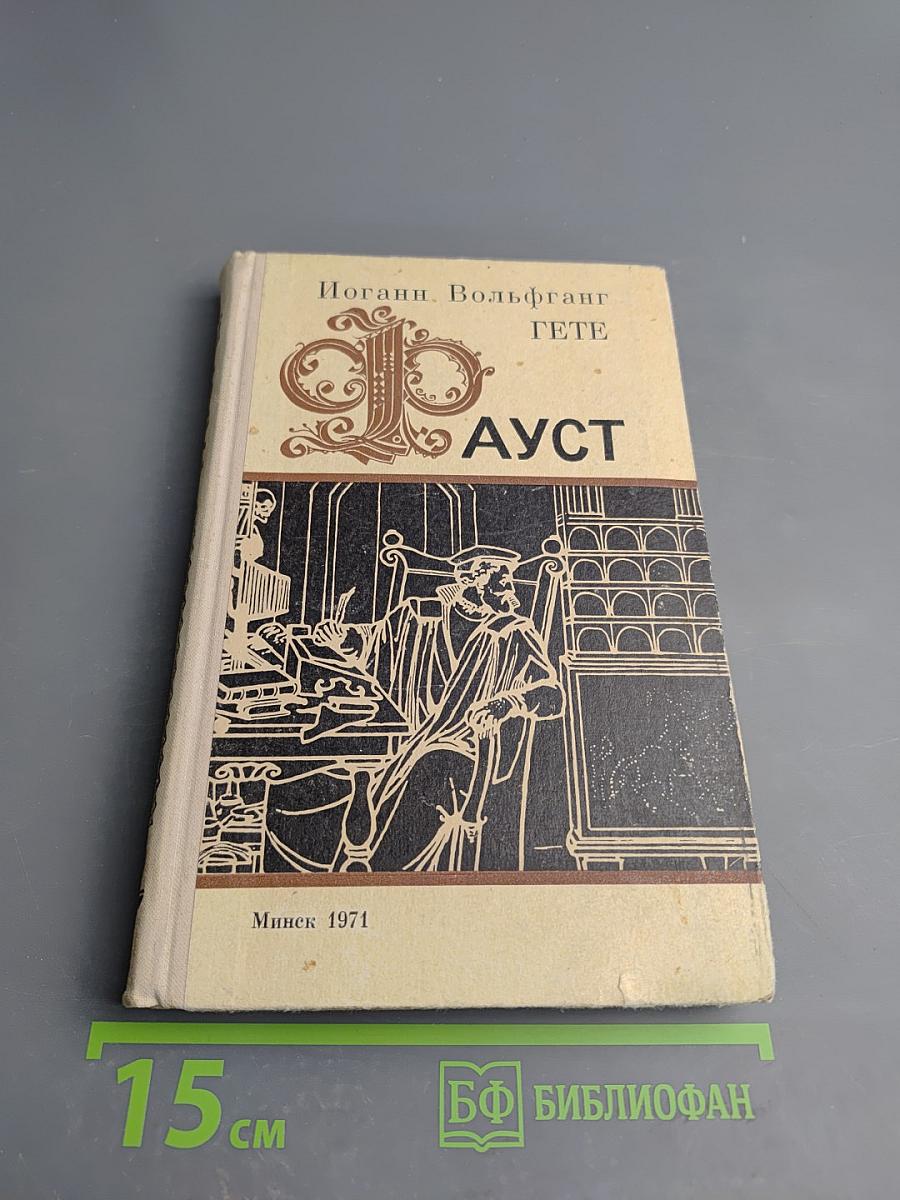 Иоганн Вольфганг
ГЕТЕ
ФАУСТ
Минск 1971
15 см
БФ БИБЛИОФАН